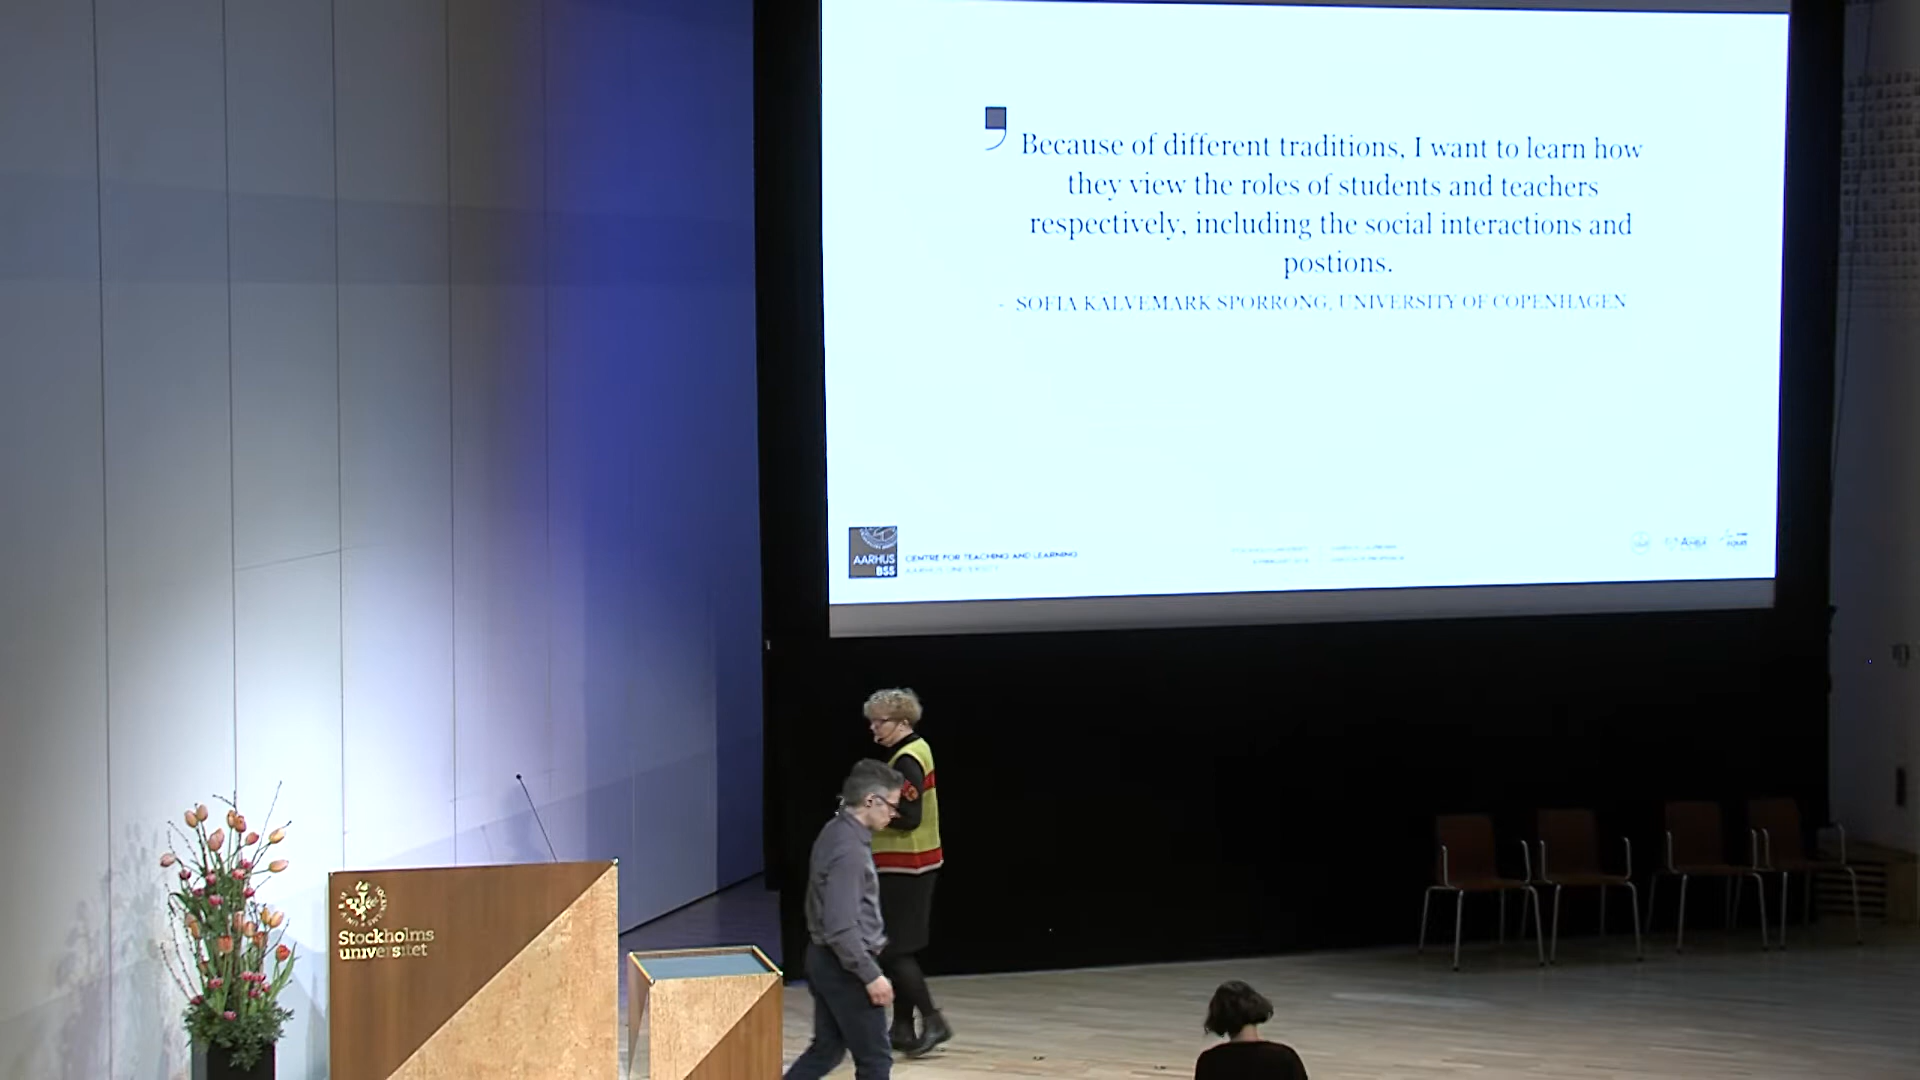 Because of different traditions, I want to learn how
they view the roles of students and teachers
respectively, including the social interactions and
postions.
- SOFIA KALVEMARK SPORRONG, UNIVERSITY OF COPENHAGEN
AARHUS
BSS
CENTRE FOR TEACHING AND LEARNING
AARHUS UNIVERSITY
Stockholms
universitet